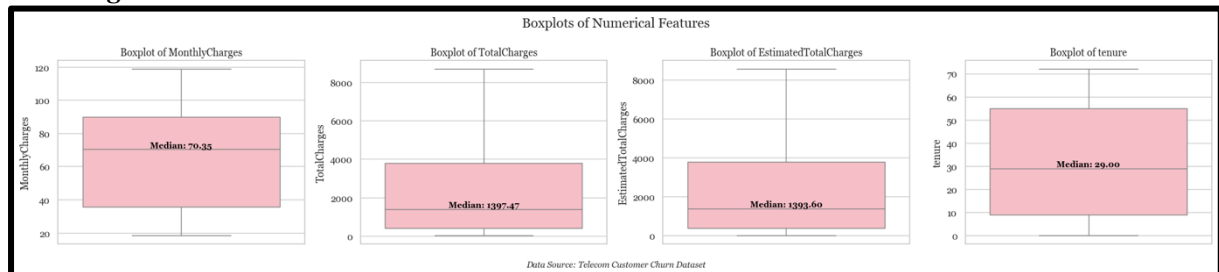 Boxplots of Numerical Features
Boxplot of MonthlyCharges
MonthlyCharges
120
100
80
60
40
20
Median: 70.35
Boxplot of TotalCharges
TotalCharges
8000
6000
4000
2000
0
Median: 1397.47
Boxplot of EstimatedTotalCharges
EstimatedTotalCharges
8000
6000
4000
2000
0
Median: 1393.60
Boxplot of tenure
tenure
70
60
50
40
30
20
10
0
Median: 29.00
Data Source: Telecom Customer Churn Dataset